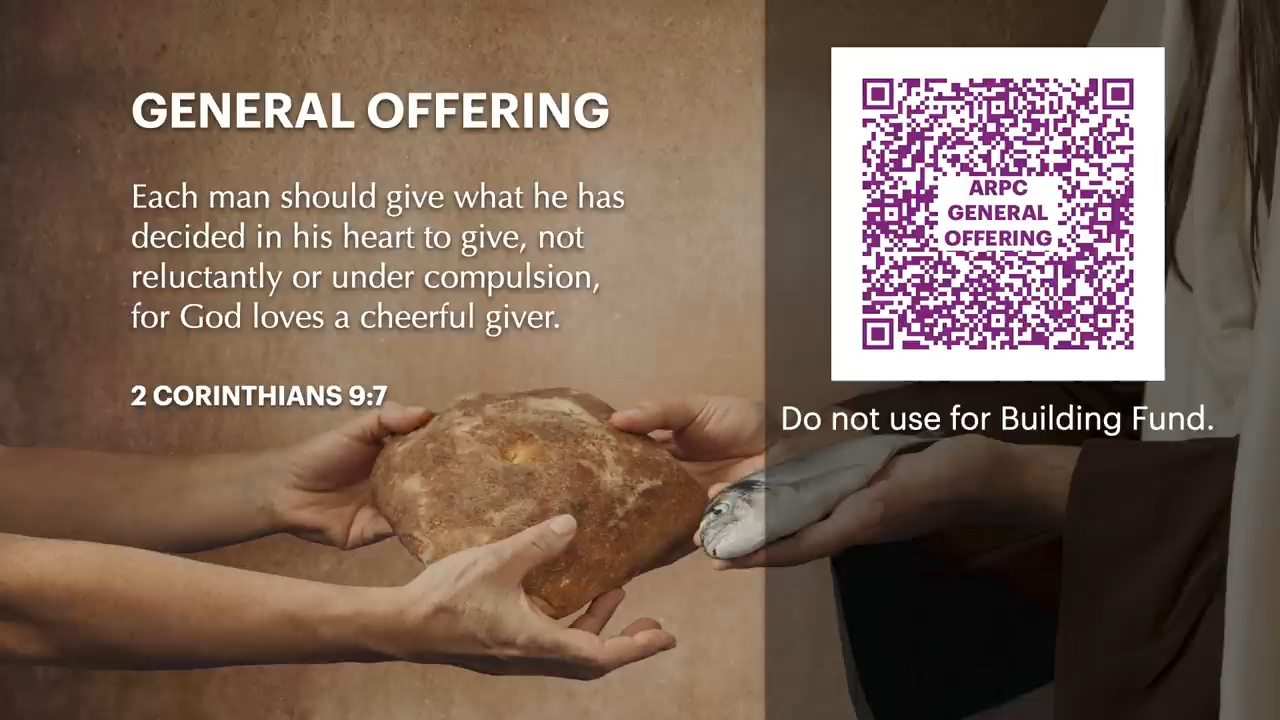 GENERAL OFFERING
Each man should give what he has
decided in his heart to give, not
reluctantly or under compulsion,
for God loves a cheerful giver.
2 CORINTHIANS 9:7
ARPC
GENERAL
OFFERING
Do not use for Building Fund.